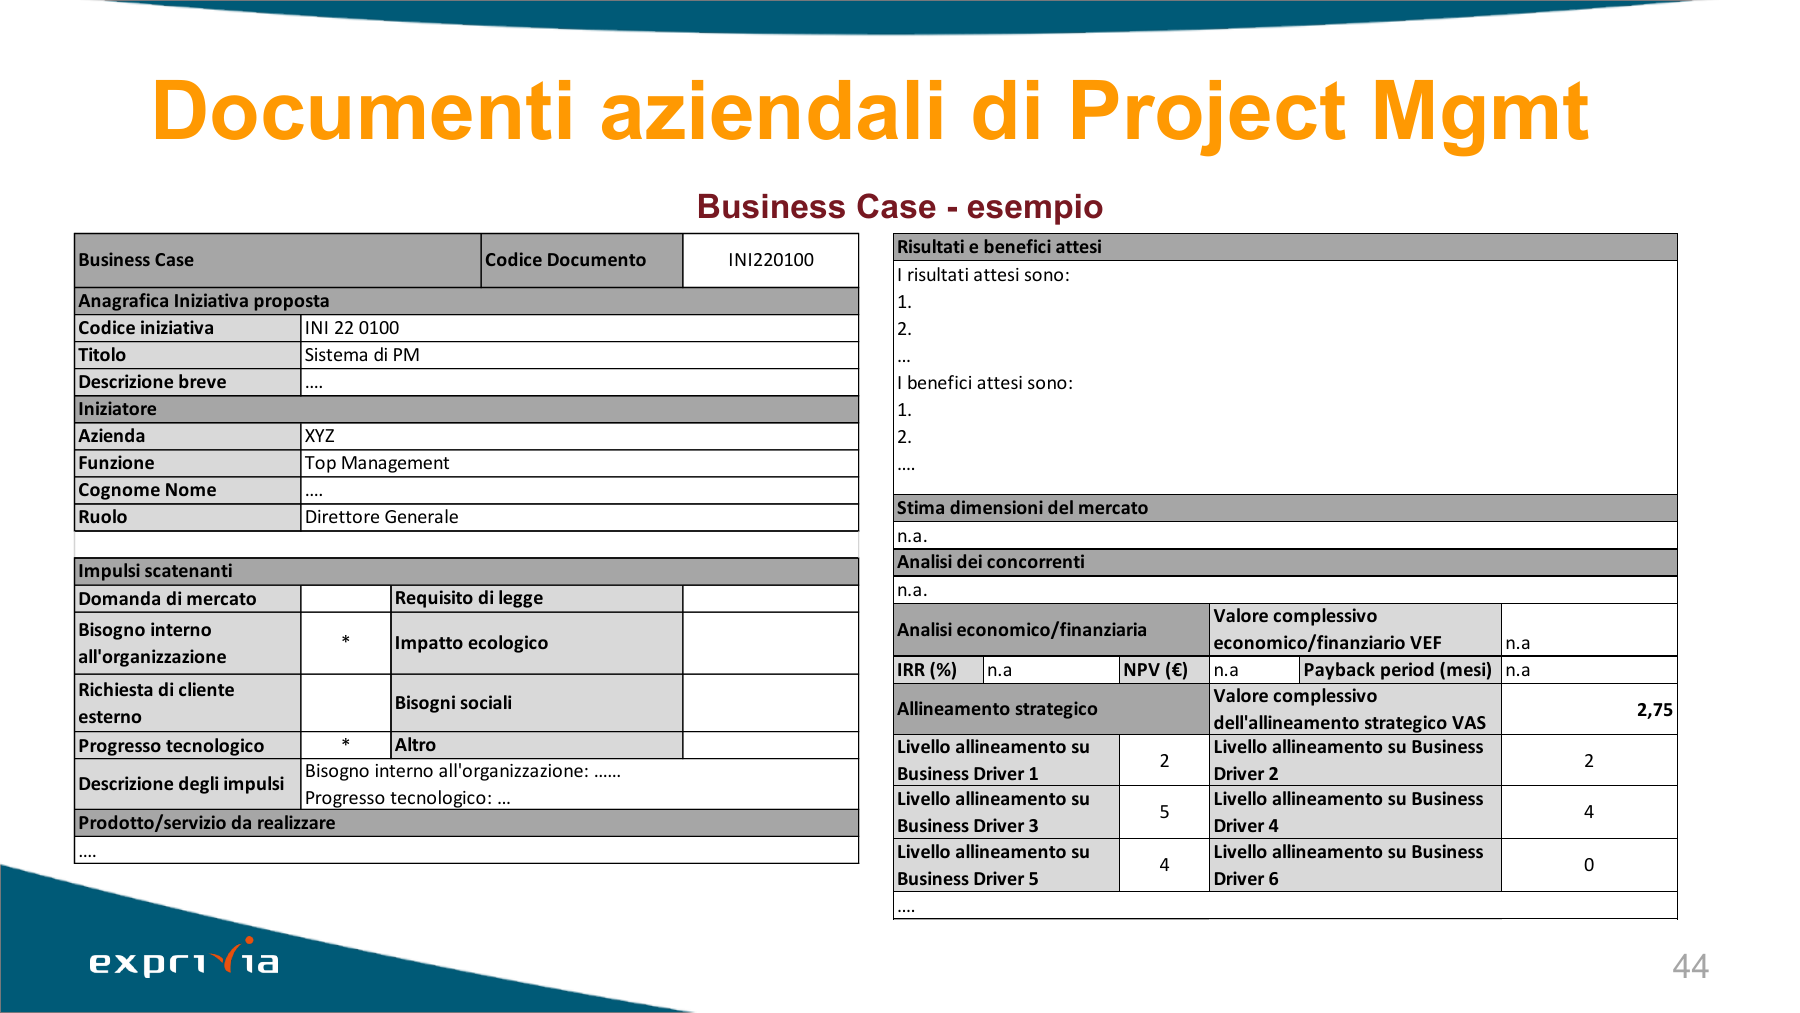 Documenti aziendali di Project Mgmt
Business Case - esempio
Business Case
Codice Documento
INI220100
Anagrafica Iniziativa proposta
Codice iniziativa
INI 22 0100
Titolo
Sistema di PM
Descrizione breve
....
Iniziatore
Azienda
XYZ
Funzione
Top Management
Cognome Nome
....
Ruolo
Direttore Generale
Impulsi scatenanti
Domanda di mercato
Requisito di legge
Bisogno interno
all'organizzazione
*
Impatto ecologico
Richiesta di cliente
esterno
Bisogni sociali
Progresso tecnologico
*
Altro
Descrizione degli impulsi
Bisogno interno all'organizzazione: ......
Progresso tecnologico: ...
Prodotto/servizio da realizzare
....
Risultati e benefici attesi
I risultati attesi sono:
1.
2.
...
I benefici attesi sono:
1.
2.
....
Stima dimensioni del mercato
n.a.
Analisi dei concorrenti
n.a.
Analisi economico/finanziaria
Valore complessivo
economico/finanziario VEF
n.a
IRR (%)
n.a
NPV (€)
n.a
Payback period (mesi)
n.a
Allineamento strategico
Valore complessivo
dell'allineamento strategico VAS
2,75
Livello allineamento su
Business Driver 1
2
Livello allineamento su Business
Driver 2
2
Livello allineamento su
Business Driver 3
5
Livello allineamento su Business
Driver 4
4
Livello allineamento su
Business Driver 5
4
Livello allineamento su Business
Driver 6
0
....
exprivia
44